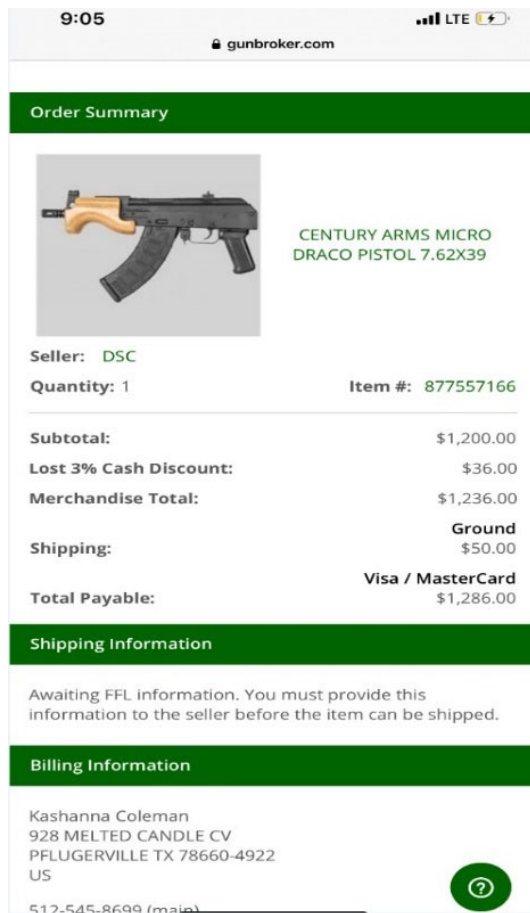 9:05
LTE
gunbroker.com
Order Summary
CENTURY ARMS MICRO
DRACO PISTOL 7.62X39
Seller: DSC
Quantity: 1 Item #: 877557166
Subtotal: $1,200.00
Lost 3% Cash Discount: $36.00
Merchandise Total: $1,236.00
Ground
Shipping: $50.00
Visa / MasterCard
Total Payable: $1,286.00
Shipping Information
Awaiting FFL information. You must provide this
information to the seller before the item can be shipped.
Billing Information
Kashanna Coleman
928 MELTED CANDLE CV
PFLUGERVILLE TX 78660-4922
US
512-545-8699 (main)